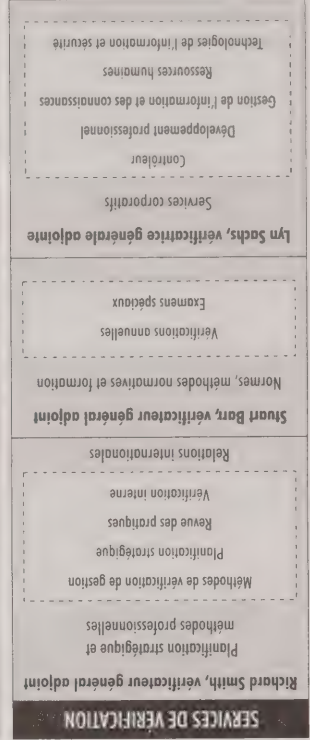 SERVICES DE VÉRIFICATION
Richard Smith, vérificateur général adjoint
Planification stratégique et
méthodes professionnelles
Méthodes de vérification de gestion
Planification stratégique
Revue des pratiques
Vérification interne
Relations internationales
Stuart Barr, vérificateur général adjoint
Normes, méthodes normatives et formation
Vérifications annuelles
Examens spéciaux
Lyn Sachs, vérificatrice générale adjointe
Services corporatifs
Contrôleur
Développement professionnel
Gestion de l'information et des connaissances
Ressources humaines
Technologies de l'information et sécurité